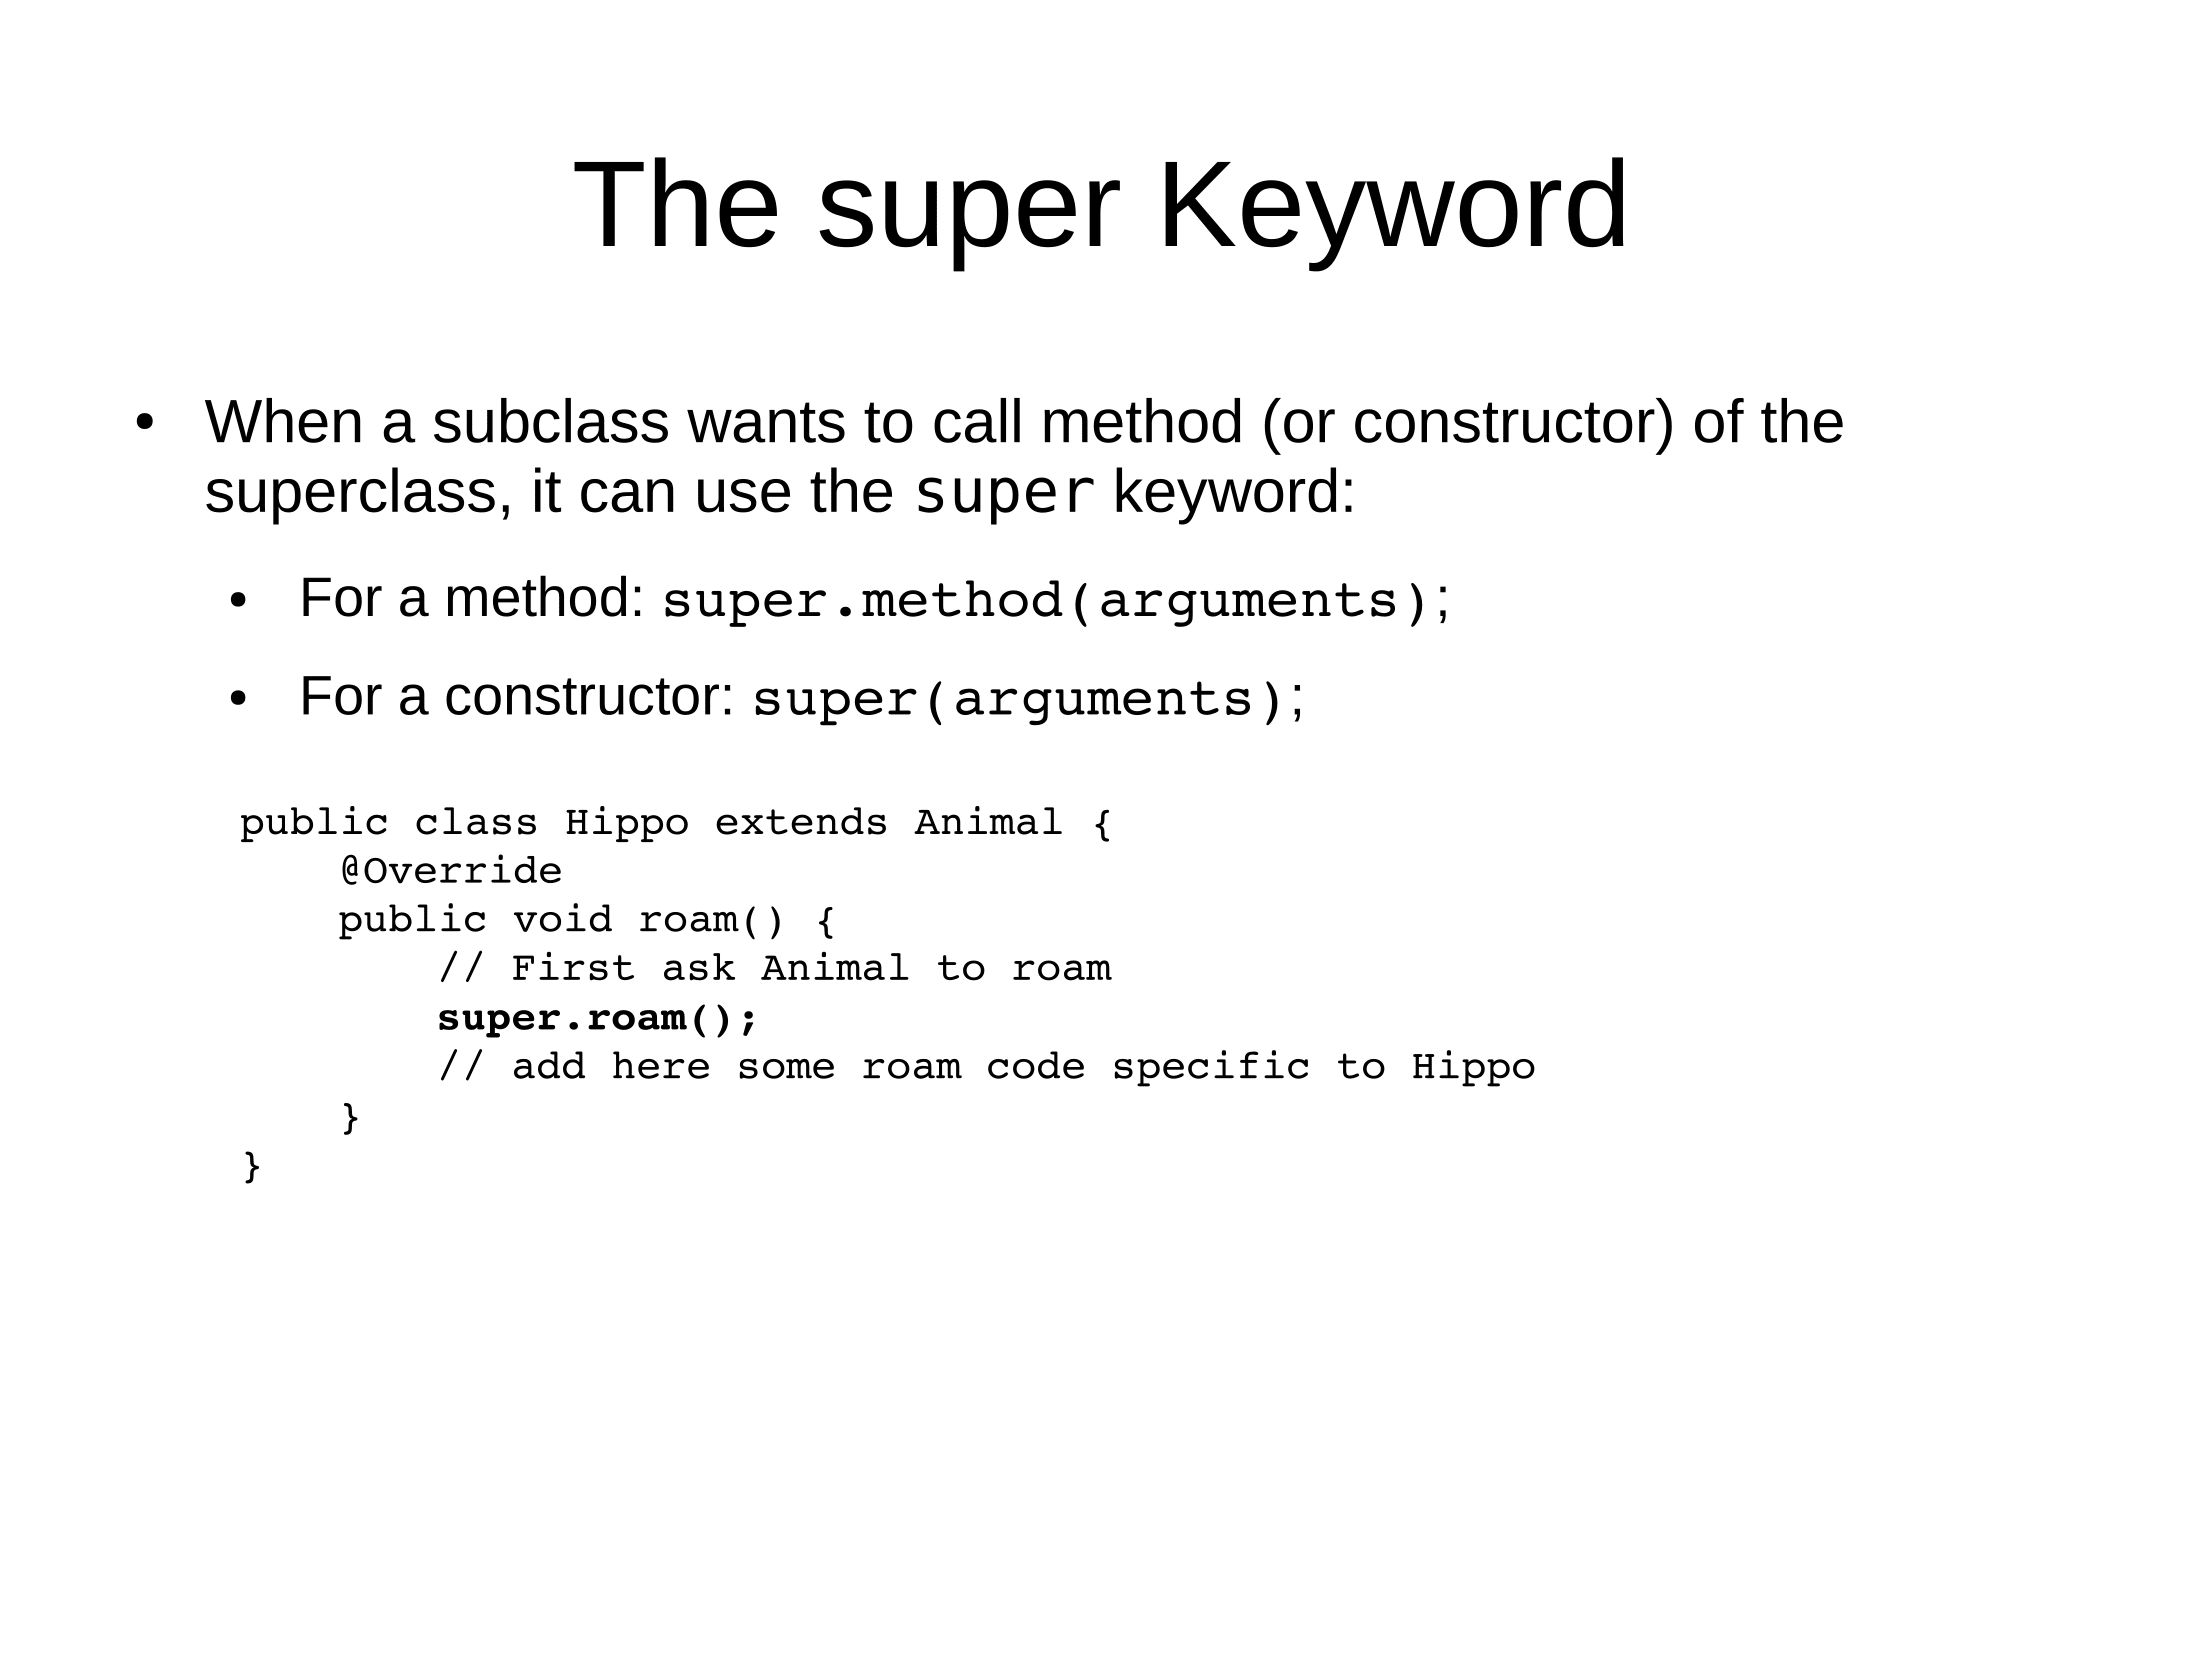 The super Keyword
• When a subclass wants to call method (or constructor) of the
superclass, it can use the super keyword:
• For a method: super.method(arguments);
• For a constructor: super(arguments);
public class Hippo extends Animal {
    @Override
    public void roam() {
        // First ask Animal to roam
        super.roam();
        // add here some roam code specific to Hippo
    }
}